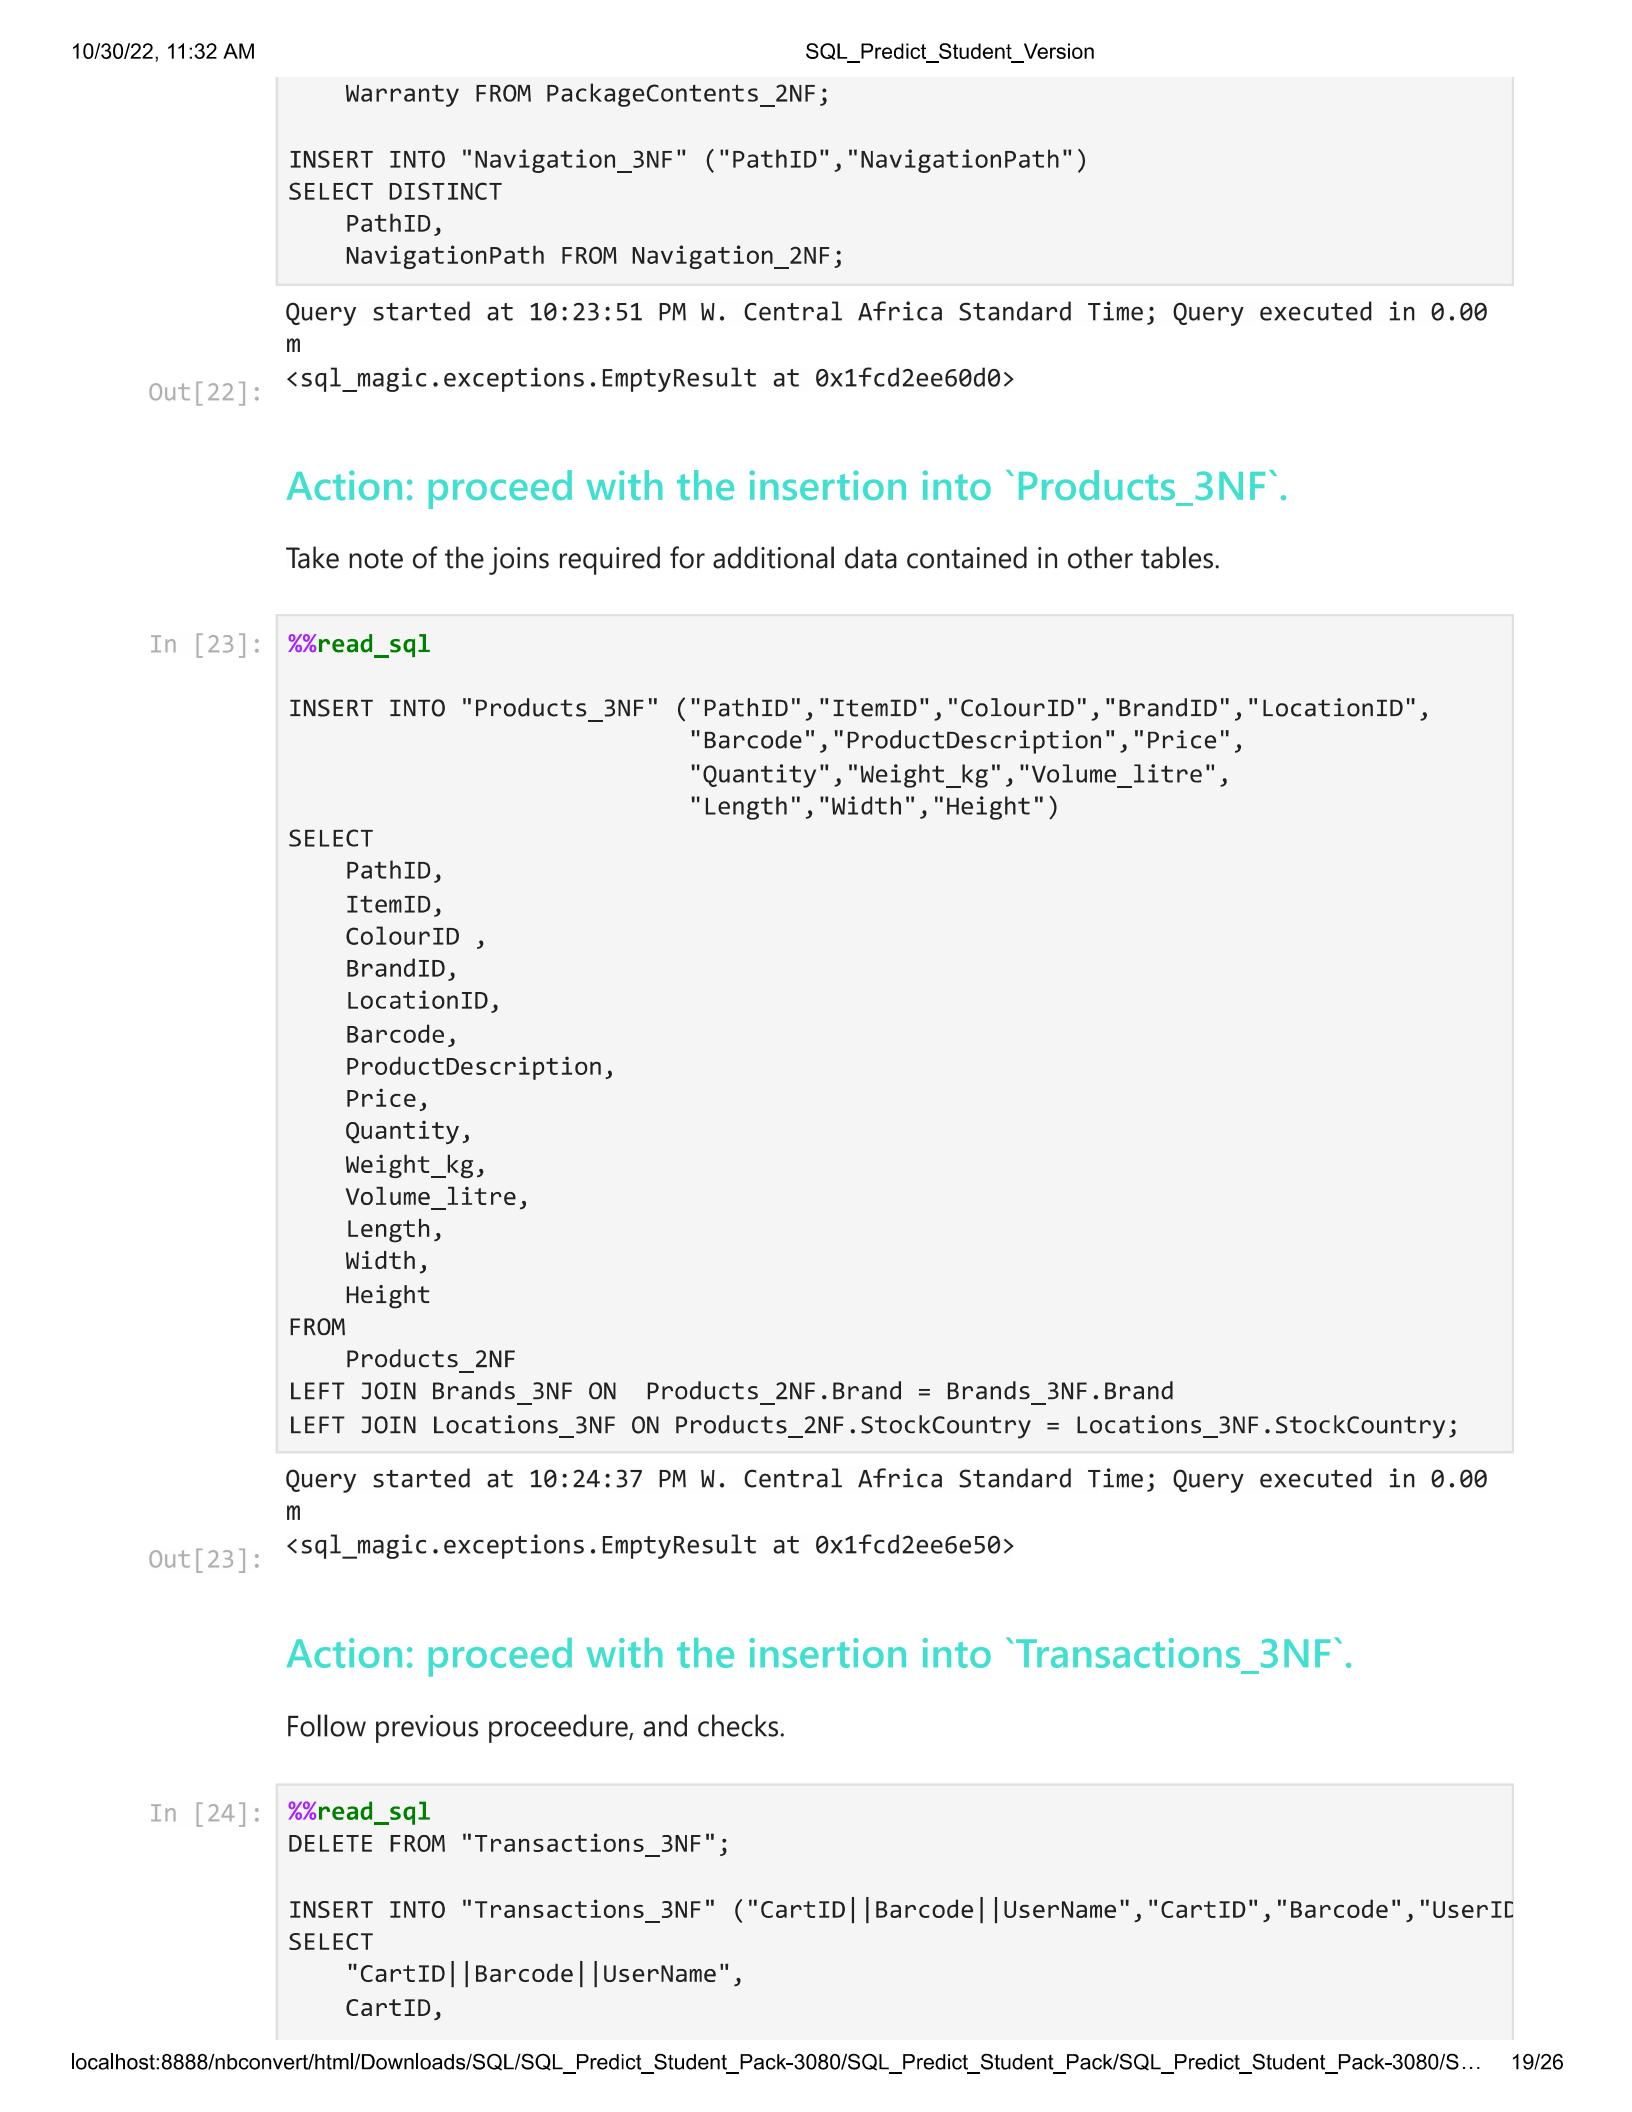 10/30/22, 11:32 AM SQL_Predict_Student_Version
Warranty FROM PackageContents_2NF;
INSERT INTO "Navigation_3NF" ("PathID","NavigationPath")
SELECT DISTINCT
PathID,
NavigationPath FROM Navigation_2NF;
Query started at 10:23:51 PM W. Central Africa Standard Time; Query executed in 0.00
m
Out[22]: <sql_magic.exceptions.EmptyResult at 0x1fcd2ee60d0>
Action: proceed with the insertion into `Products_3NF`.
Take note of the joins required for additional data contained in other tables.
In [23]: %%read_sql
INSERT INTO "Products_3NF" ("PathID","ItemID","ColourID","BrandID","LocationID",
"Barcode","ProductDescription","Price",
"Quantity","Weight_kg","Volume_litre",
"Length","Width","Height")
SELECT
PathID,
ItemID,
ColourID ,
BrandID,
LocationID,
Barcode,
ProductDescription,
Price,
Quantity,
Weight_kg,
Volume_litre,
Length,
Width,
Height
FROM
Products_2NF
LEFT JOIN Brands_3NF ON  Products_2NF.Brand = Brands_3NF.Brand
LEFT JOIN Locations_3NF ON Products_2NF.StockCountry = Locations_3NF.StockCountry;
Query started at 10:24:37 PM W. Central Africa Standard Time; Query executed in 0.00
m
Out[23]: <sql_magic.exceptions.EmptyResult at 0x1fcd2ee6e50>
Action: proceed with the insertion into `Transactions_3NF`.
Follow previous proceedure, and checks.
In [24]: %%read_sql
DELETE FROM "Transactions_3NF";
INSERT INTO "Transactions_3NF" ("CartID||Barcode||UserName","CartID","Barcode","UserID
SELECT
"CartID||Barcode||UserName",
CartID,
localhost:8888/nbconvert/html/Downloads/SQL/SQL_Predict_Student_Pack-3080/SQL_Predict_Student_Pack/SQL_Predict_Student_Pack-3080/S… 19/26